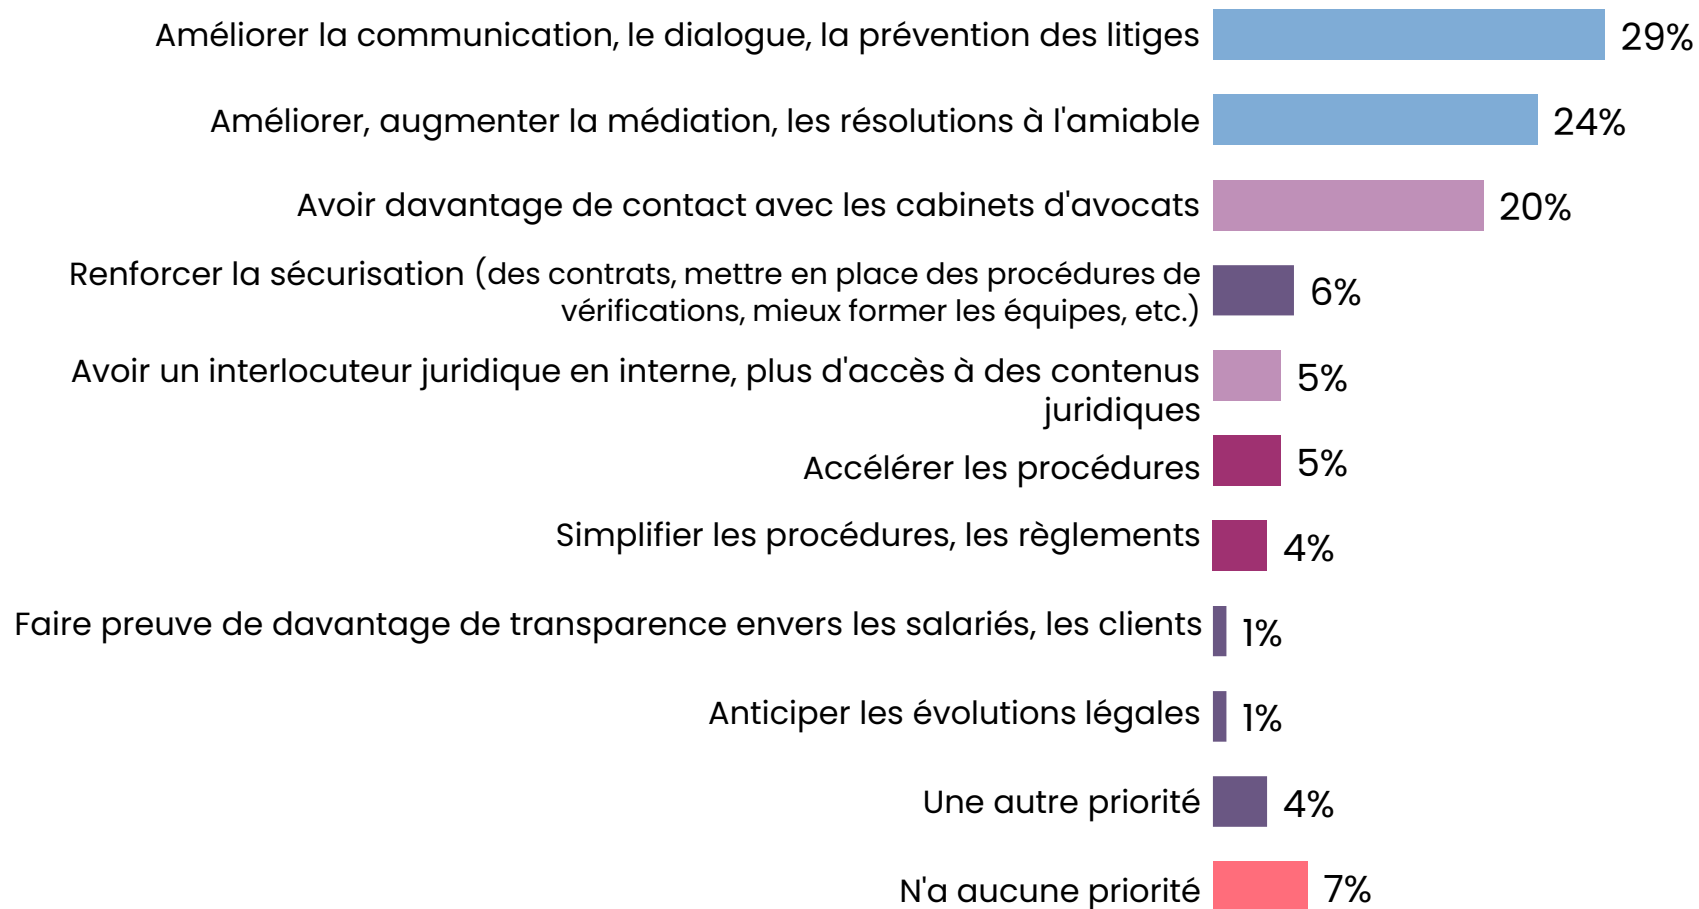 Améliorer la communication, le dialogue, la prévention des litiges 29%
Améliorer, augmenter la médiation, les résolutions à l'amiable 24%
Avoir davantage de contact avec les cabinets d'avocats 20%
Renforcer la sécurisation (des contrats, mettre en place des procédures de
vérifications, mieux former les équipes, etc.) 6%
Avoir un interlocuteur juridique en interne, plus d'accès à des contenus
juridiques 5%
Accélérer les procédures 5%
Simplifier les procédures, les règlements 4%
Faire preuve de davantage de transparence envers les salariés, les clients 1%
Anticiper les évolutions légales 1%
Une autre priorité 4%
N'a aucune priorité 7%